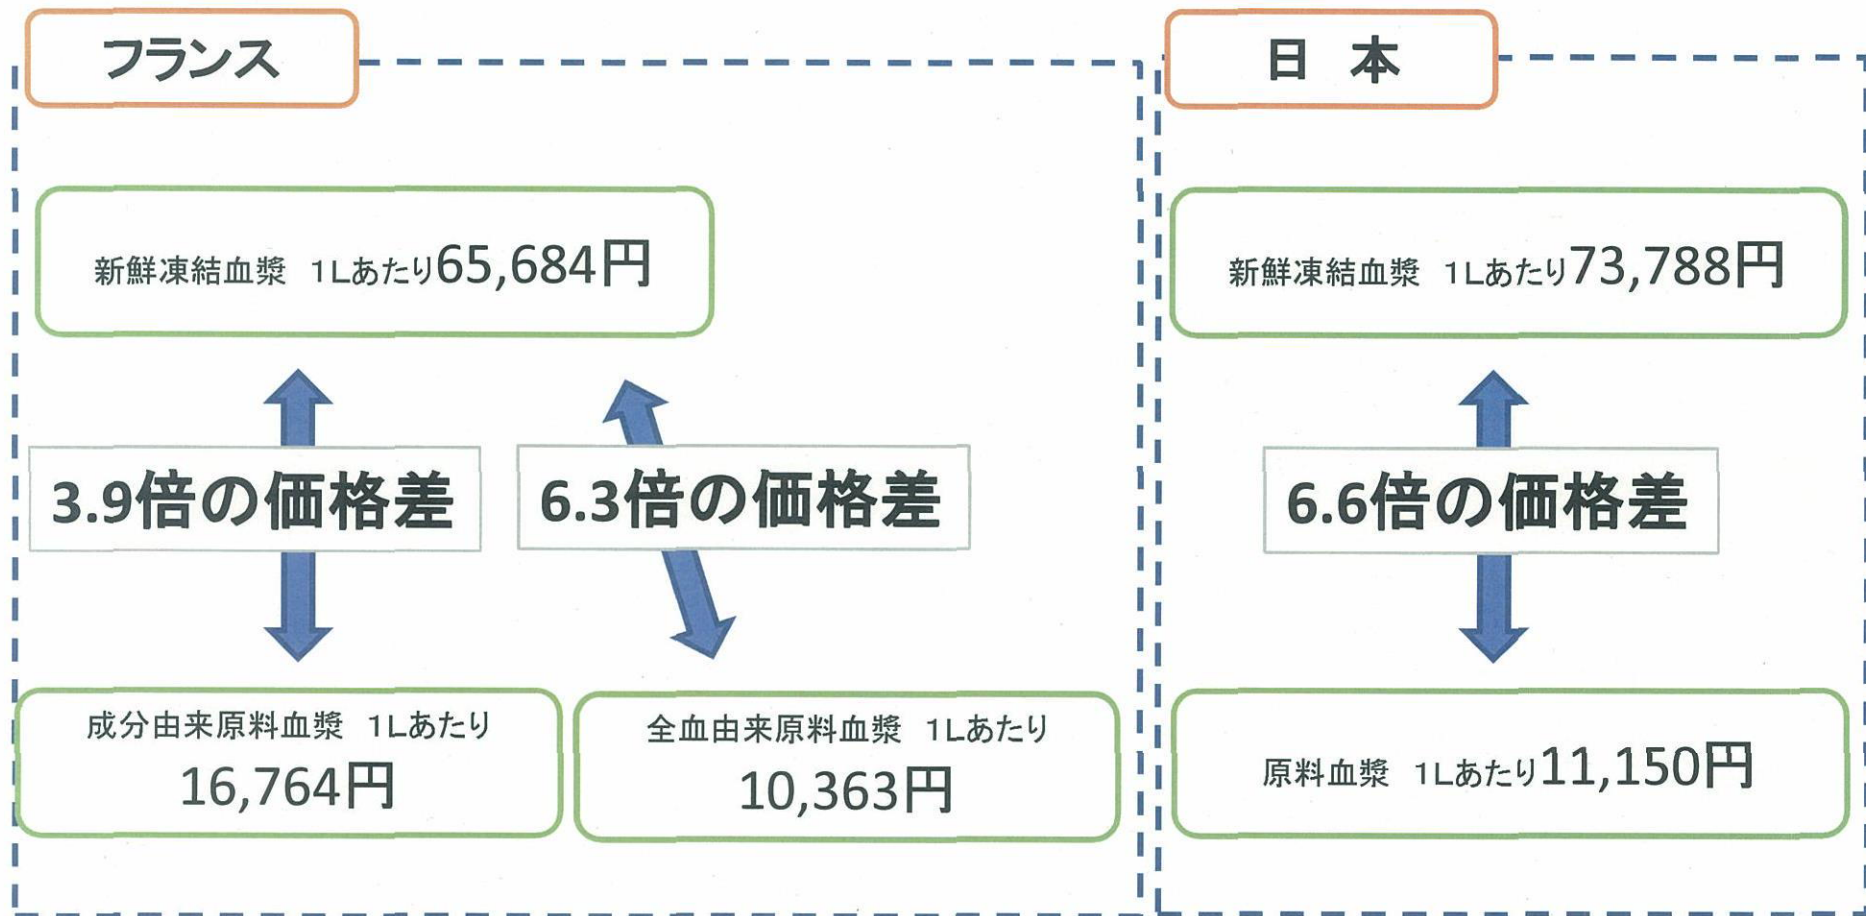 フランス
新鮮凍結血漿 1Lあたり65,684円
3.9倍の価格差
6.3倍の価格差
成分由来原料血漿 1Lあたり
16,764円
全血由来原料血漿 1Lあたり
10,363円
日 本
新鮮凍結血漿 1Lあたり73,788円
6.6倍の価格差
原料血漿 1Lあたり11,150円